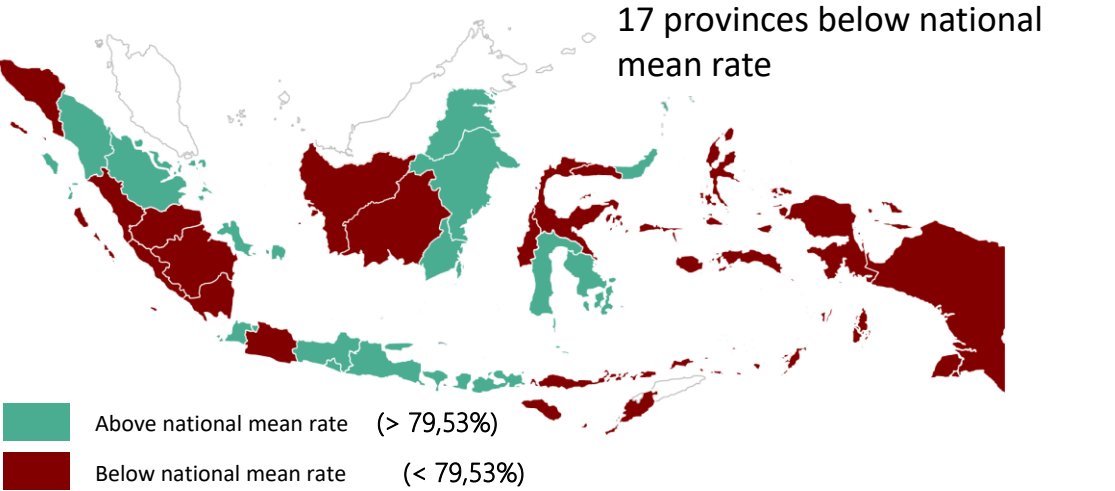 17 provinces below national
mean rate
Above national mean rate (> 79,53%)
Below national mean rate (< 79,53%)